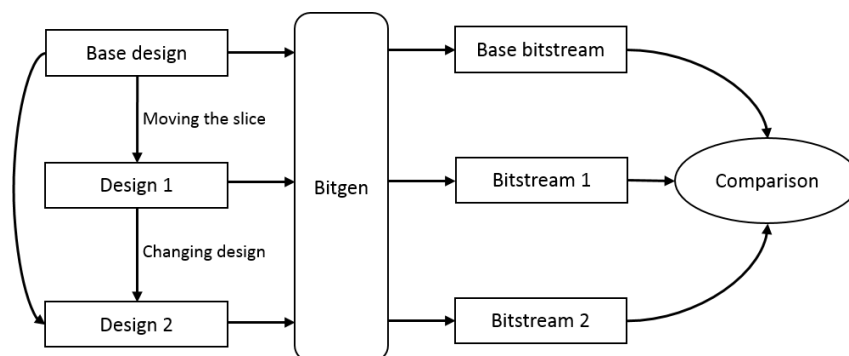 Base design
Base bitstream
Moving the slice
Design 1
Bitgen
Bitstream 1
Comparison
Changing design
Design 2
Bitstream 2